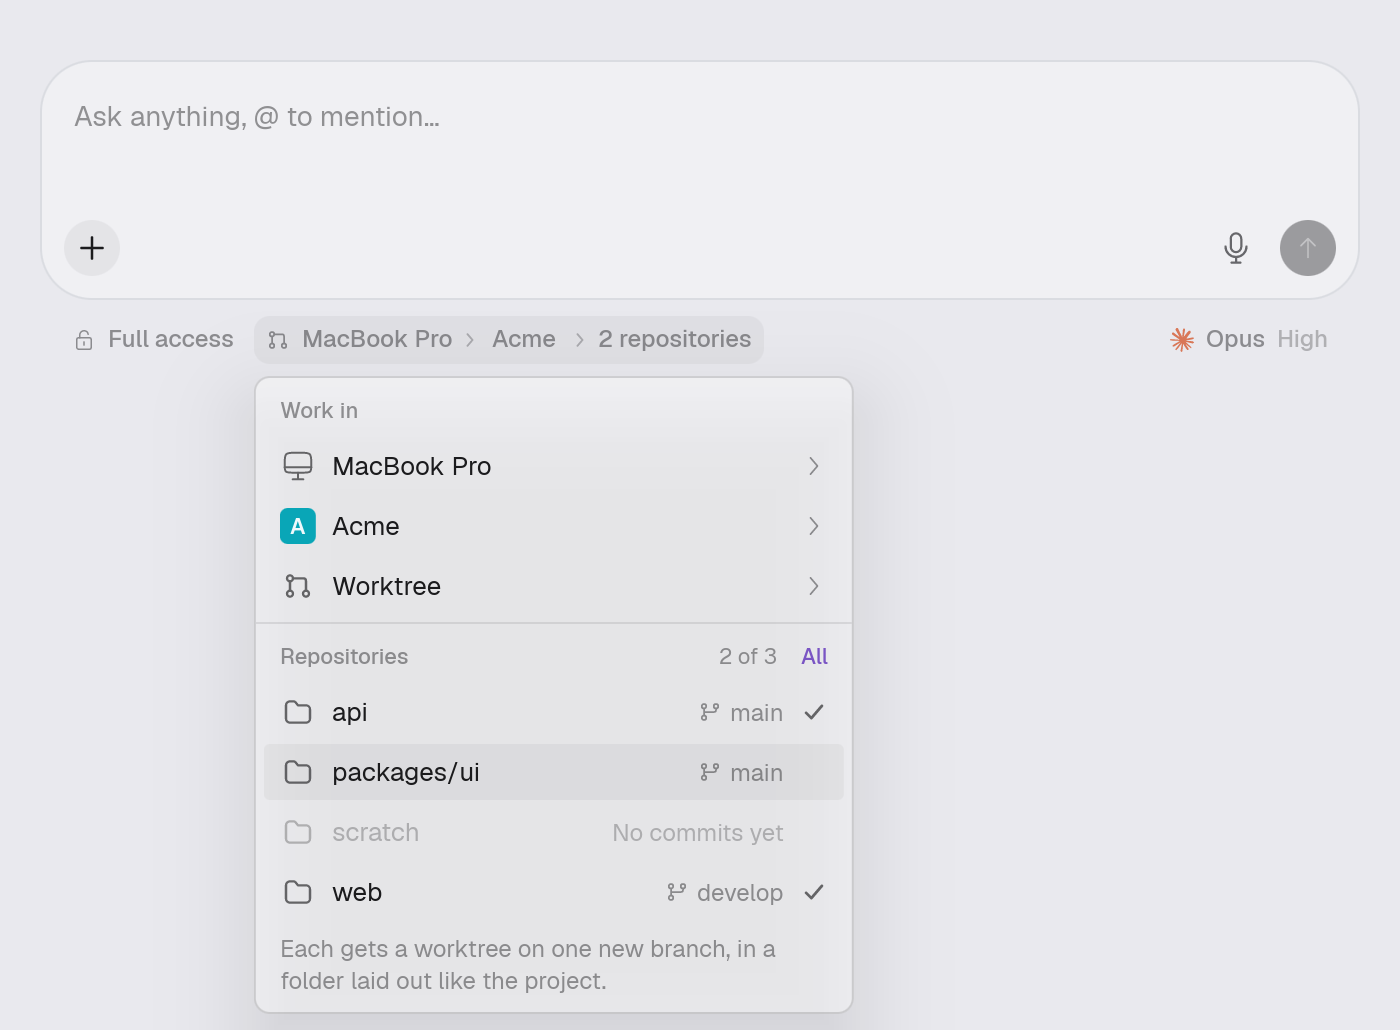 Ask anything, @ to mention…
Full access
MacBook Pro > Acme > 2 repositories
Opus High
Work in
MacBook Pro
A Acme
Worktree
Repositories 2 of 3 All
api main
packages/ui main
scratch No commits yet
web develop
Each gets a worktree on one new branch, in a
folder laid out like the project.